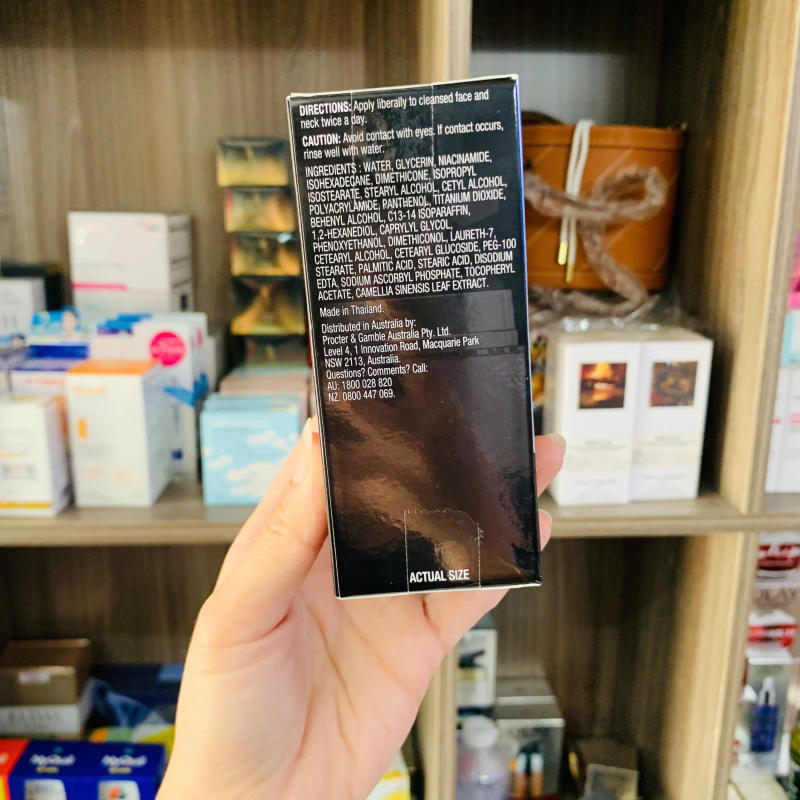 DIRECTIONS: Apply liberally to cleansed face and
neck twice a day.
CAUTION: Avoid contact with eyes. If contact occurs,
rinse well with water.
INGREDIENTS : WATER, GLYCERIN, NIACINAMIDE,
ISOHEXADECANE, DIMETHICONE, ISOPROPYL
ISOSTEARATE, STEARYL ALCOHOL, CETYL ALCOHOL,
POLYACRYLAMIDE, PANTHENOL, TITANIUM DIOXIDE,
BEHENYL ALCOHOL, C13-14 ISOPARAFFIN,
1,2-HEXANEDIOL, CAPRYLYL GLYCOL,
PHENOXYETHANOL, DIMETHICONOL, LAURETH-7,
CETEARYL ALCOHOL, CETEARYL GLUCOSIDE, PEG-100
STEARATE, PALMITIC ACID, STEARIC ACID, DISODIUM
EDTA, SODIUM ASCORBYL PHOSPHATE, TOCOPHERYL
ACETATE, CAMELLIA SINENSIS LEAF EXTRACT.
Made in Thailand.
Distributed in Australia by:
Procter & Gamble Australia Pty. Ltd.
Level 4, 1 Innovation Road, Macquarie Park
NSW 2113, Australia.
Questions? Comments? Call:
AU: 1800 028 820
NZ: 0800 447 069.
ACTUAL SIZE